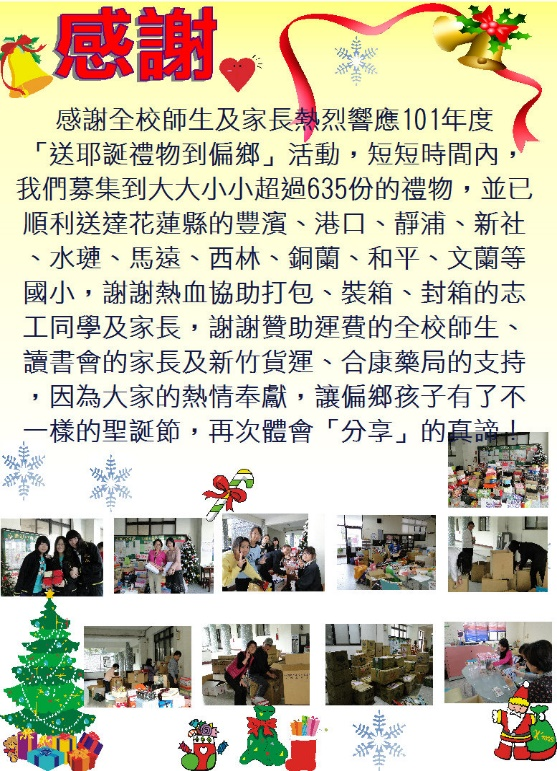 感謝
感謝全校師生及家長熱烈響應101年度
「送耶誕禮物到偏鄉」活動，短短時間內，
我們募集到大大小小超過635份的禮物，並已
順利送達花蓮縣的豐濱、港口、靜浦、新社
、水璉、馬遠、西林、銅蘭、和平、文蘭等
國小，謝謝熱血協助打包、裝箱、封箱的志
工同學及家長，謝謝贊助運費的全校師生、
讀書會的家長及新竹貨運、合康藥局的支持
，因為大家的熱情奉獻，讓偏鄉孩子有了不
一樣的聖誕節，再次體會「分享」的真諦！